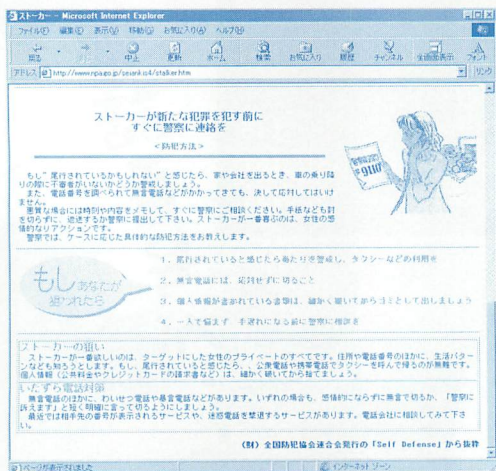 ストーカー - Microsoft Internet Explorer
ファイル(F) 編集(E) 表示(V) 移動(G) お気に入り(A) ヘルプ(H)
戻る 中止 更新 ホーム 検索 お気に入り 履歴 チャンネル 全画面表示 フォント
アドレス http://www.npa.go.jp/seianki/stalker.htm リンク
ストーカーが新たな犯罪を犯す前に
すぐに警察に連絡を
<防犯方法>
もし"尾行されているかもしれない"と感じたら、家や会社を出るとき、車の乗り降
りの際に不審者がいないかどうか警戒しましょう。
また、電話番号を調べられて無言電話などがかかってきても、決して応対してはいけ
ません。
悪質な場合には時刻や内容をメモして、すぐに警察にご相談ください。手紙なども封
を切らずに、返送するか警察に提出して下さい。ストーカーが一番喜ぶのは、女性の感
情的なリアクションです。
警察では、ケースに応じた具体的な防犯方法をお教えします。
もしあなたが
狙われたら
1. 尾行されていると感じたらあたりを警戒し、タクシーなどの利用を
2. 無言電話には、応対せずに切ること
3. 個人情報が含まれている書類は、細かく破いてからゴミとして出しましょう
4. 一人で悩まず、手遅れになる前に警察に相談を
ストーカーの狙い
ストーカーが一番欲しいのは、ターゲットにした女性のプライベートのすべてです。住所や電話番号のほかに、生活パター
ンなども知ろうとします。もし、尾行されていると感じたら、、公衆電話や携帯電話でタクシーを呼んで帰るのが無難です。
個人情報(公共料金やクレジットカードの請求書など)は、細かく破いてから捨てましょう。
いたずら電話対策
無言電話のほかに、わいせつ電話や暴言電話などがあります。いずれの場合も、感情的にならずに無言で切るか、「警察に
訴えます」と短く明確に言って切るようにしましょう。
最近では相手先の番号が表示されるサービスや、迷惑電話を撃退するサービスがあります。電話会社に相談してみて下さ
い。
(財)全国防犯協会連合会発行の「Self Defense」から抜粋
ページが表示されました インターネット ゾーン